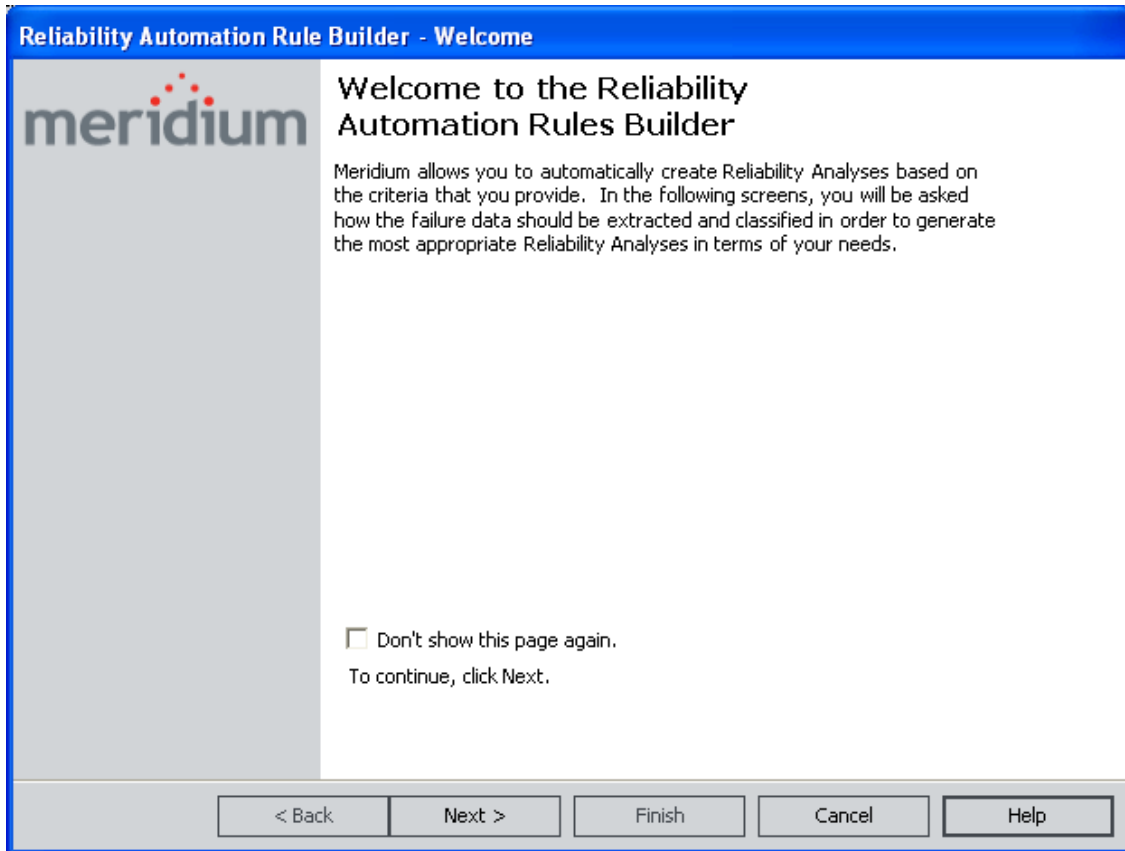 Reliability Automation Rule Builder - Welcome
meridium
Welcome to the Reliability
Automation Rules Builder
Meridium allows you to automatically create Reliability Analyses based on
the criteria that you provide. In the following screens, you will be asked
how the failure data should be extracted and classified in order to generate
the most appropriate Reliability Analyses in terms of your needs.
Don't show this page again.
To continue, click Next.
< Back
Next >
Finish
Cancel
Help